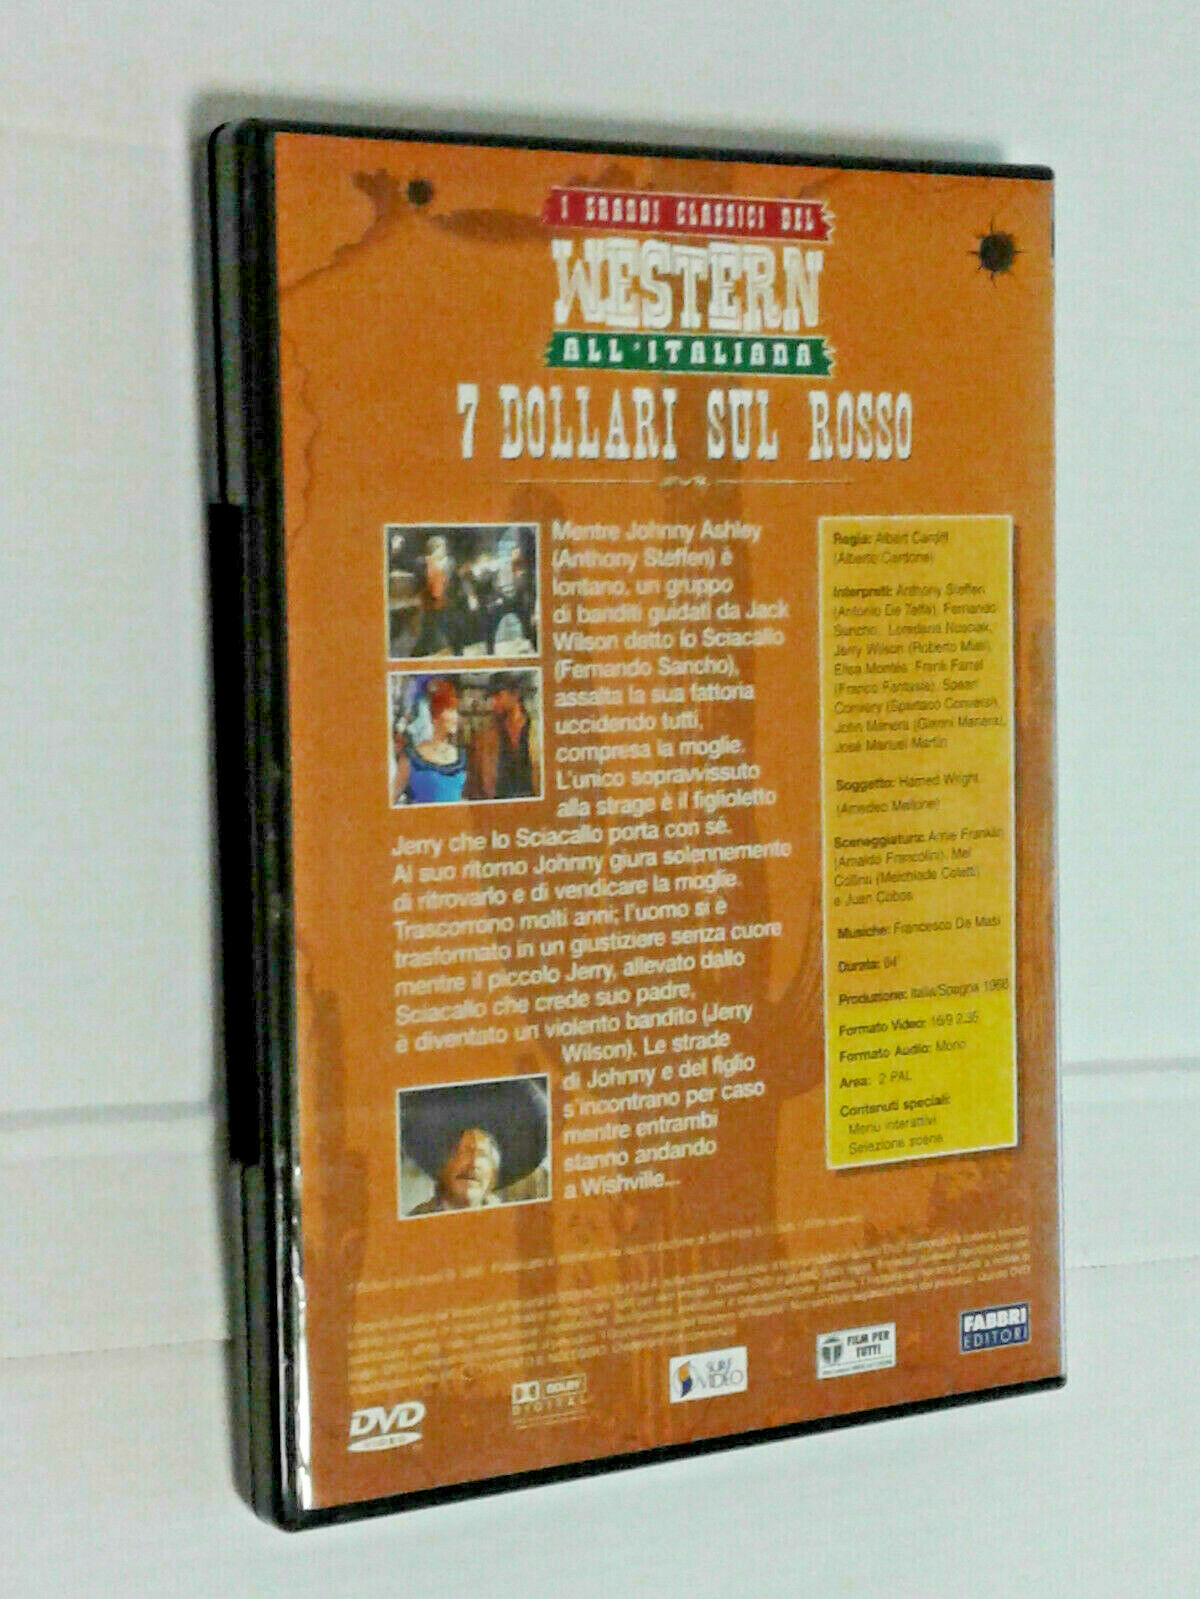 I GRANDI CLASSICI DEL
WESTERN
ALL'ITALIANA
7 DOLLARI SUL ROSSO
Mentre Johnny Ashley
(Anthony Steffen) è
lontano, un gruppo
di banditi guidati da Jack
Wilson detto lo Sciacallo
(Fernando Sancho),
assalta la sua fattoria
uccidendo tutti,
compresa la moglie.
L'unico sopravvissuto
alla strage è il figlioletto
Jerry che lo Sciacallo porta con sé.
Al suo ritorno Johnny giura solennemente
di ritrovarlo e di vendicare la moglie.
Trascorrono molti anni; l'uomo si è
trasformato in un giustiziere senza cuore
mentre il piccolo Jerry, allevato dallo
Sciacallo che crede suo padre,
è diventato un violento bandito (Jerry
Wilson). Le strade
di Johnny e del figlio
s'incontrano per caso
mentre entrambi
stanno andando
a Wishville...
Regia: Albert Cardiff
(Alberto Cardone)
Interpreti: Anthony Steffen
(Antonio De Teffè), Fernando
Sancho, Loredana Nusciak,
Jerry Wilson (Roberto Miali),
Elisa Montés, Frank Farrel
(Franco Fantasia), Spean
Convery (Spartaco Conversi),
John Manera (Gianni Manera),
José Manuel Martin
Soggetto: Hamed Wright
(Amedeo Mellone)
Sceneggiatura: Arnie Franklin
(Arnaldo Francolini), Mel
Collins (Melchiade Coletti)
e Juan Cobos
Musiche: Francesco De Masi
Durata:
Produzione: Italia/Spagna
Formato Video: 16/9 2.35
Formato Audio: Mono
Area: 2 PAL
Contenuti speciali:
Menu interattivi
Selezione scene
DVD
VIDEO
DOLBY
DIGITAL
SURF
VIDEO
FILM PER
TUTTI
FABBRI
EDITORI